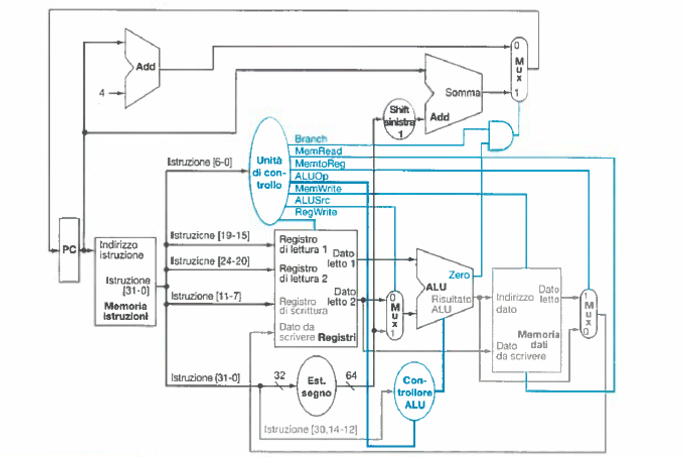 Add
4
Shift
sinistra
1
Add
Somma
0
M
u
x
1
Unità
di con-
trollo
Branch
MemRead
MemtoReg
ALUOp
MemWrite
ALUSrc
RegWrite
Istruzione [6-0]
PC
Indirizzo
istruzione
Istruzione
[31-0]
Memoria
istruzioni
Istruzione [19-15]
Istruzione [24-20]
Istruzione [11-7]
Registro
di lettura 1
Registro
di lettura 2
Registro
di scrittura
Dato da
scrivere
Registri
Dato
letto 1
Dato
letto 2
0
M
u
x
1
ALU
Zero
Risultato
ALU
Indirizzo
dato
Dato
letto
Memoria
dati
Dato
da scrivere
1
M
u
x
0
Istruzione [31-0]
32
Est.
segno
64
Con-
trollore
ALU
Istruzione [30,14-12]